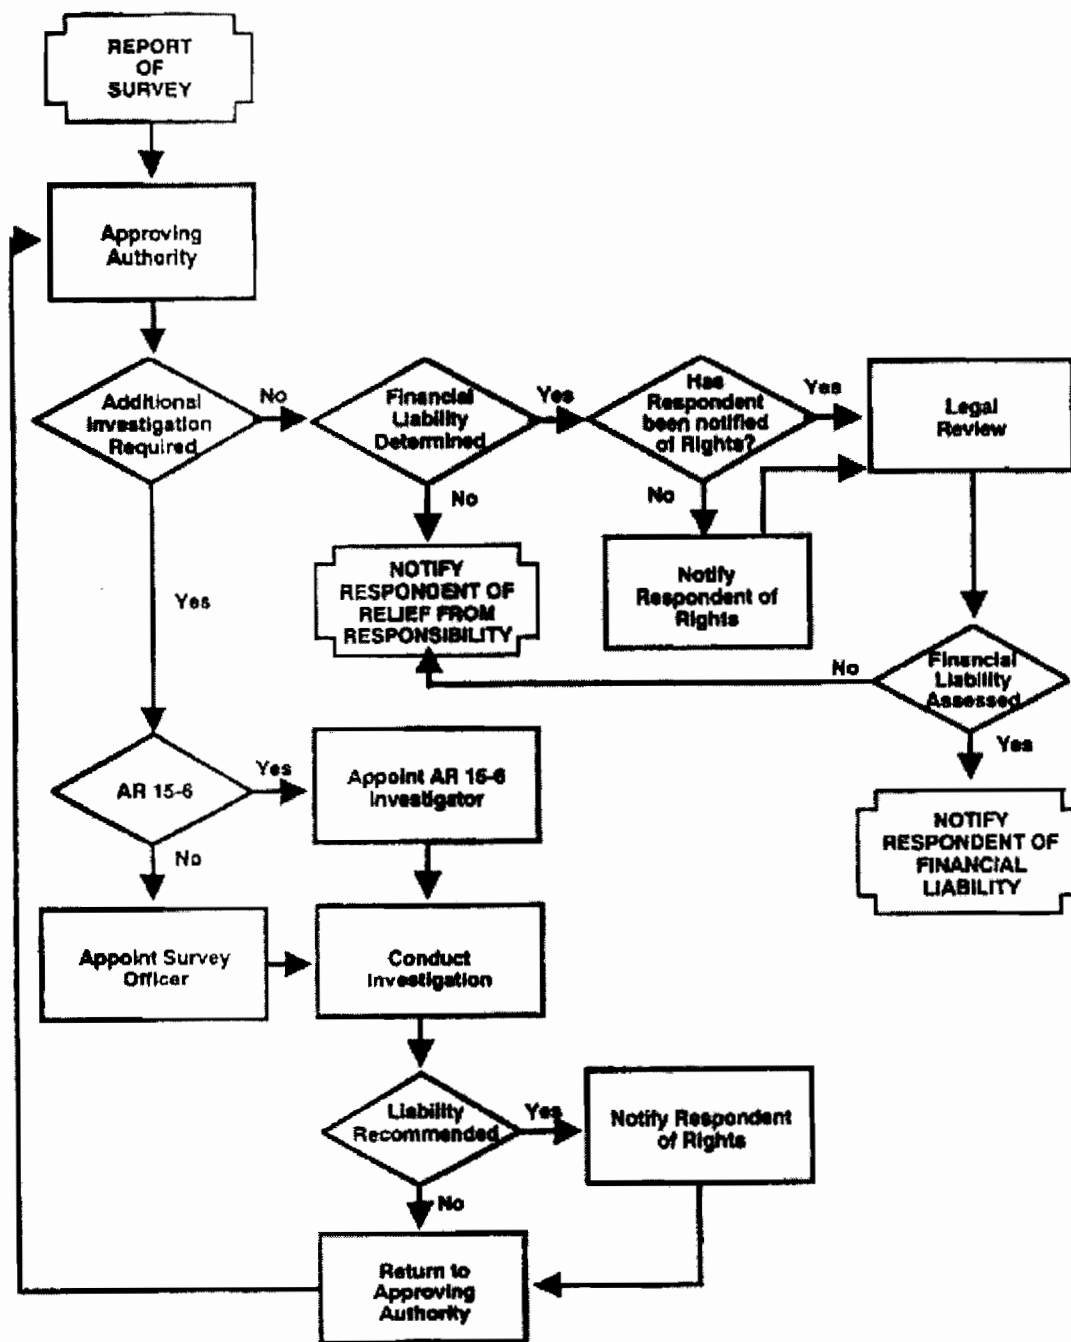 REPORT
OF
SURVEY
Approving
Authority
Additional
Investigation
Required
No
Financial
Liability
Determined
Yes
Has
Respondent
been notified
of Rights?
Yes
Legal
Review
No
No
NOTIFY
RESPONDENT OF
RELIEF FROM
RESPONSIBILITY
Notify
Respondent of
Rights
Yes
No
Financial
Liability
Assessed
Yes
AR 15-6
Yes
Appoint AR 15-6
Investigator
NOTIFY
RESPONDENT OF
FINANCIAL
LIABILITY
No
Appoint Survey
Officer
Conduct
Investigation
Liability
Recommended
Yes
Notify Respondent
of Rights
No
Return to
Approving
Authority